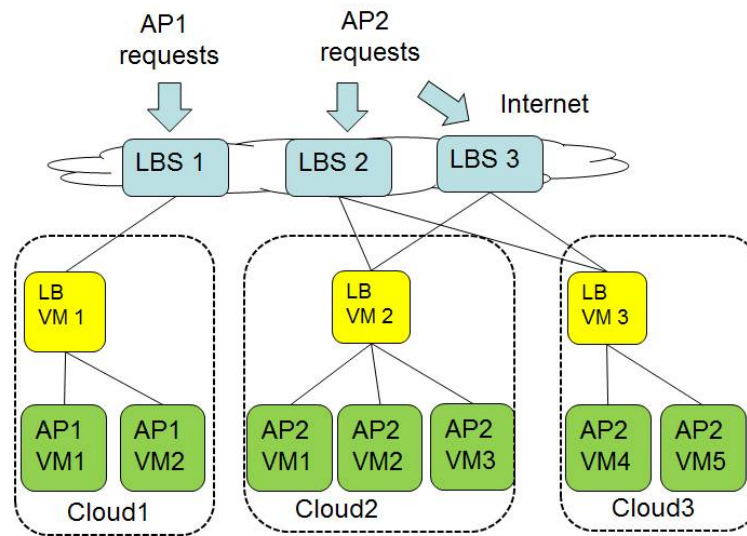 AP1
requests
AP2
requests
Internet
LBS 1
LBS 2
LBS 3
LB
VM 1
LB
VM 2
LB
VM 3
AP1
VM1
AP1
VM2
AP2
VM1
AP2
VM2
AP2
VM3
AP2
VM4
AP2
VM5
Cloud1
Cloud2
Cloud3